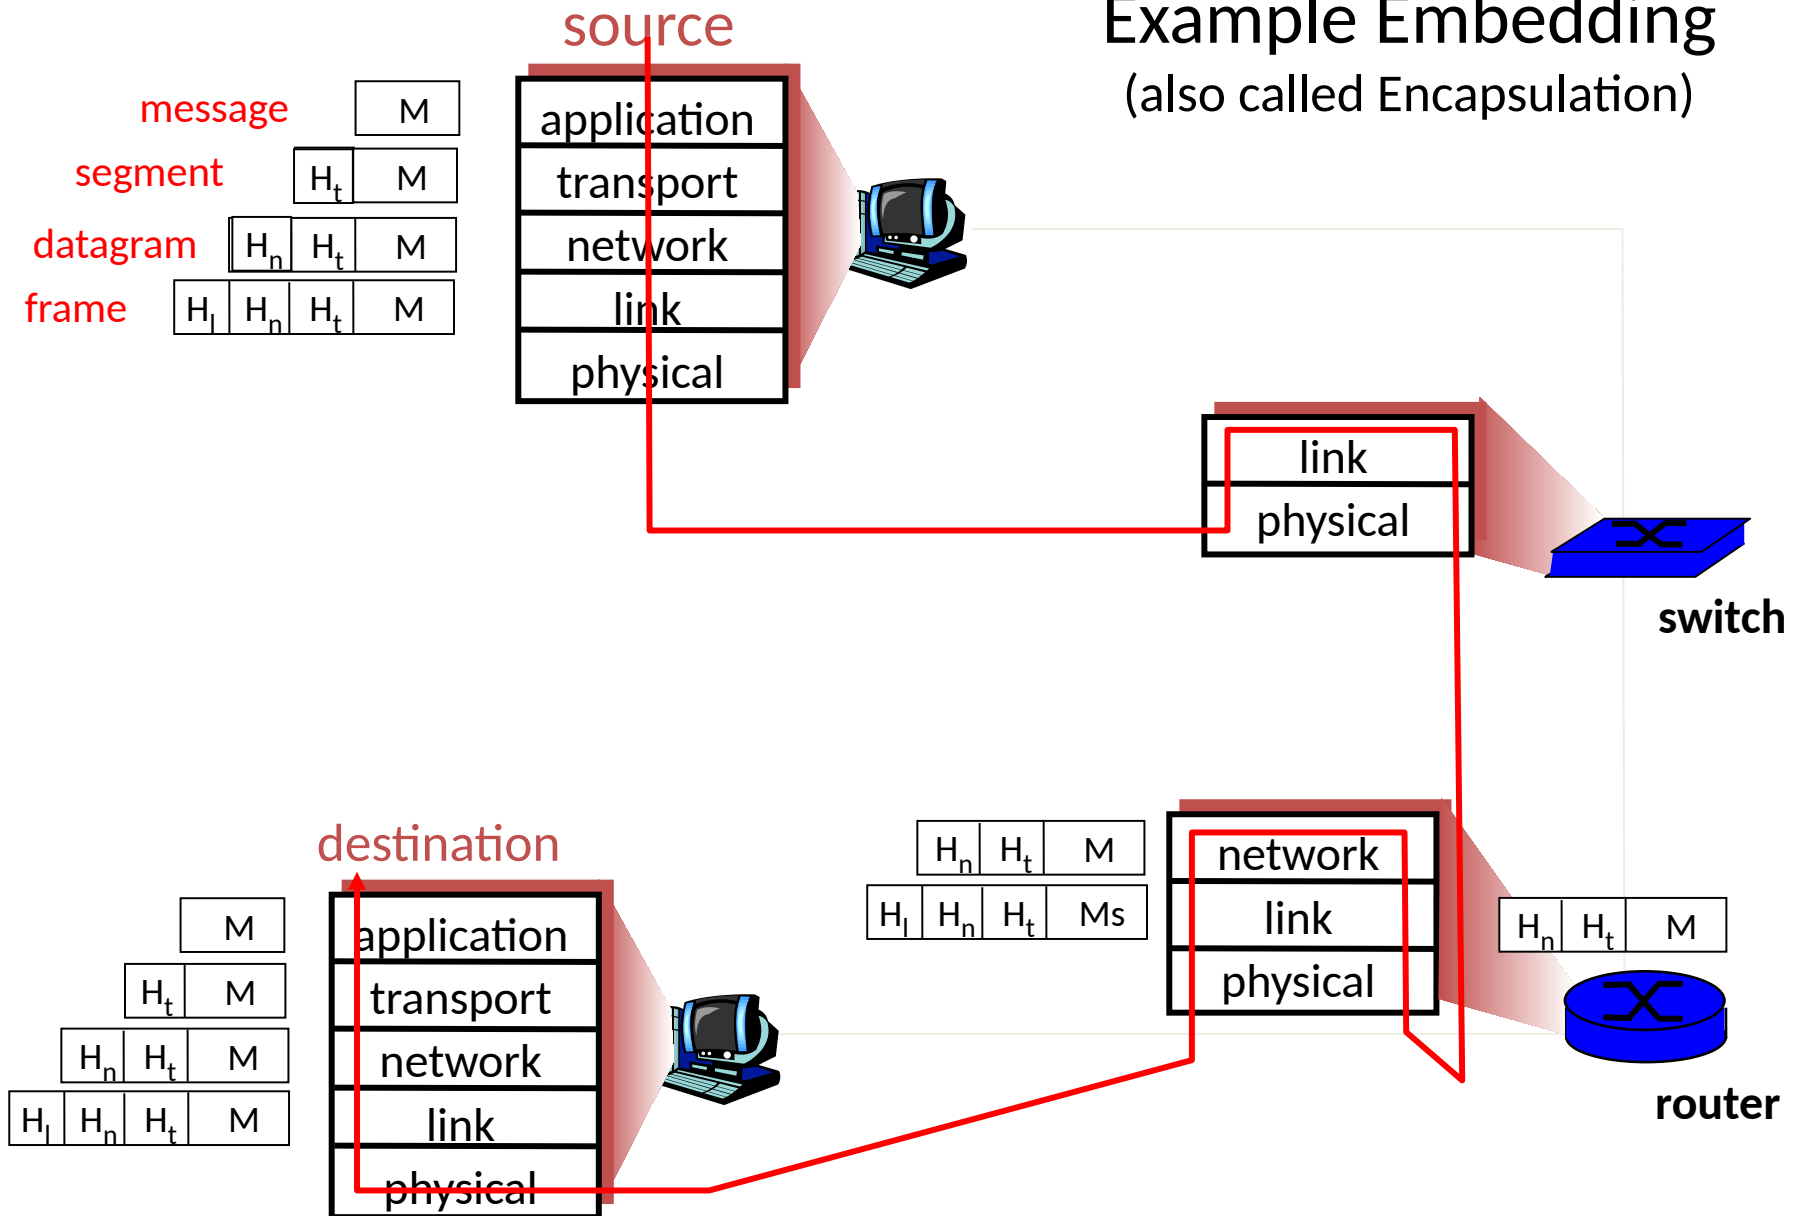 Example Embedding
(also called Encapsulation)
source
message M
segment Ht M
datagram Hn Ht M
frame Hl Hn Ht M
application
transport
network
link
physical
link
physical
switch
Hn Ht M
Hl Hn Ht Ms
network
link
physical
Hn Ht M
router
destination
M
Ht M
Hn Ht M
Hl Hn Ht M
application
transport
network
link
physical